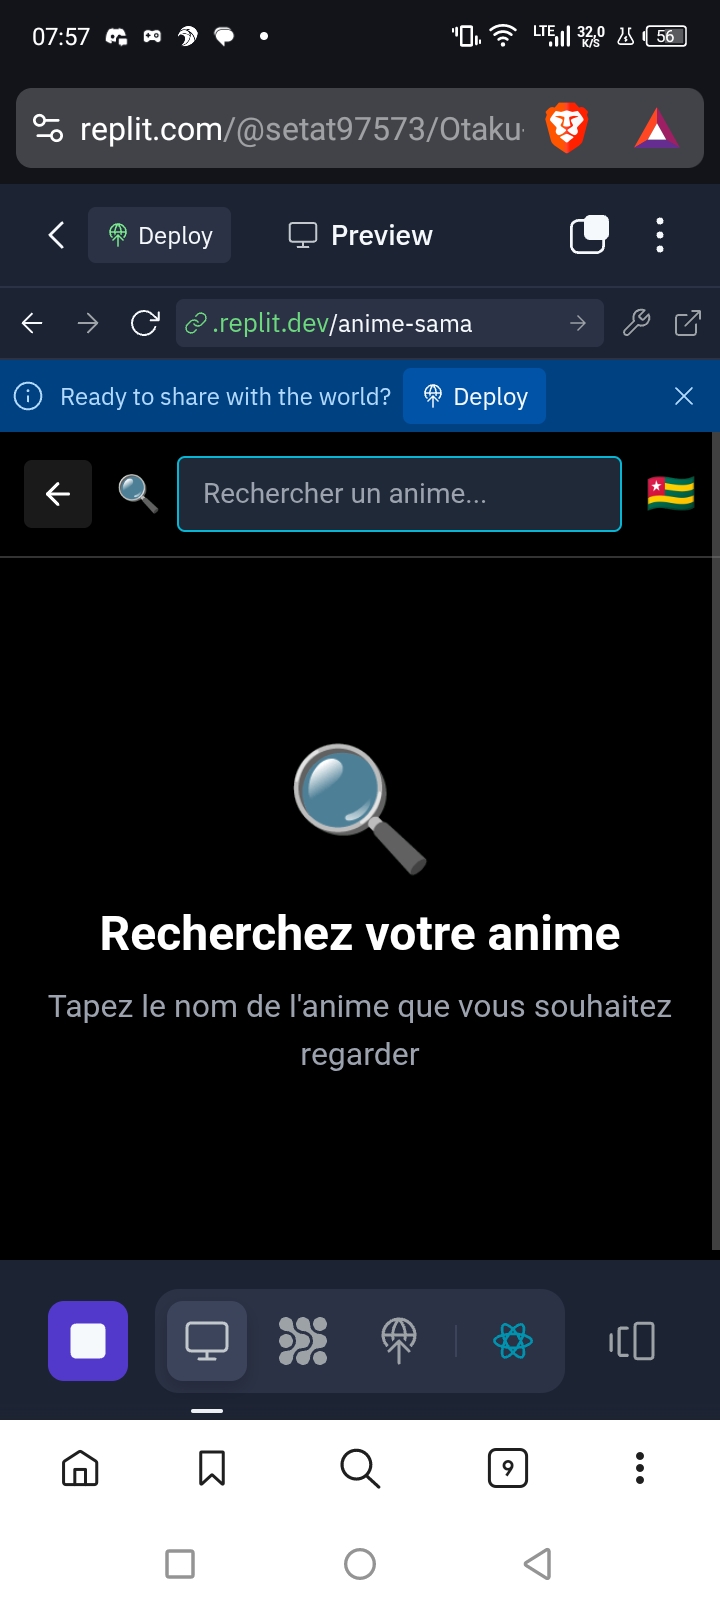 07:57
LTE 32,0 K/S 56
replit.com/@setat97573/Otaku
Deploy Preview
.replit.dev/anime-sama
Ready to share with the world? Deploy
Rechercher un anime...
Recherchez votre anime
Tapez le nom de l'anime que vous souhaitez
regarder
9